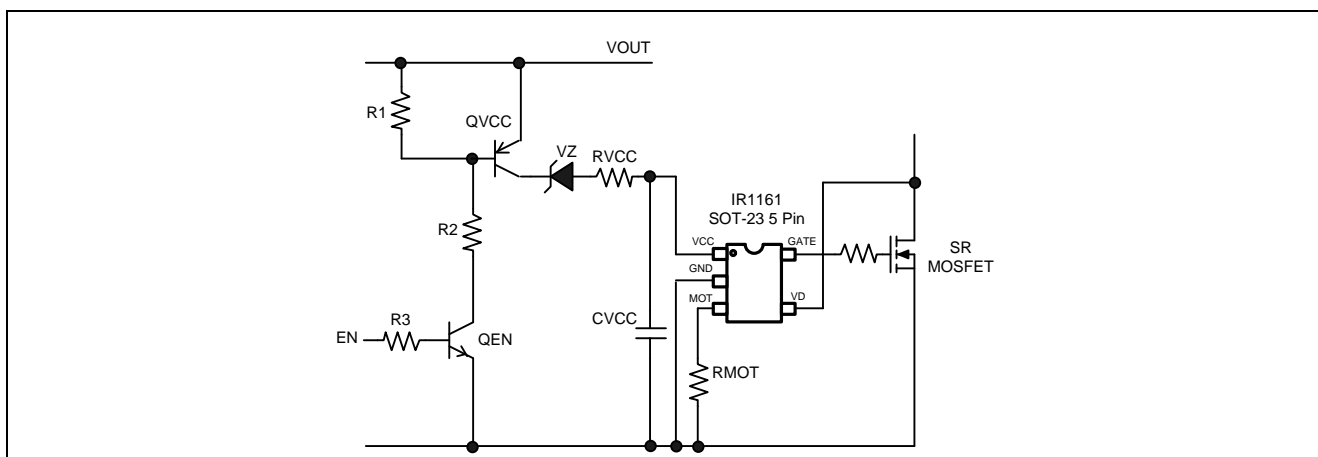 VOUT
R1
QVCC
VZ
RVCC
IR1161
SOT-23 5 Pin
R2
VCC
GATE
GND
SR
MOSFET
MOT
VD
R3
EN
QEN
CVCC
RMOT